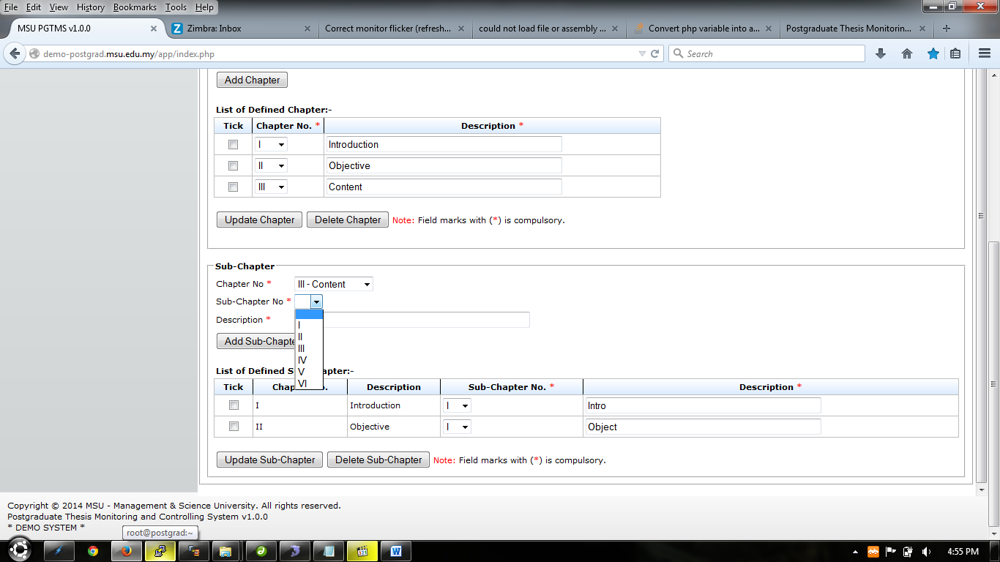 File Edit View History Bookmarks Tools Help
MSU PGTMS v1.0.0 Zimbra: Inbox Correct monitor flicker (refresh... could not load file or assembly ... Convert php variable into a... Postgraduate Thesis Monitorin...
demo-postgrad.msu.edu.my/app/index.php Search
Add Chapter
List of Defined Chapter:-
Tick Chapter No. * Description *
I Introduction
II Objective
III Content
Update Chapter Delete Chapter Note: Field marks with (*) is compulsory.
Sub-Chapter
Chapter No * III - Content
Sub-Chapter No *
Description *
I
II
III
IV
V
VI
Add Sub-Chapte
List of Defined S apter:-
Tick Chap o. Description Sub-Chapter No. * Description *
I Introduction I Intro
II Objective I Object
Update Sub-Chapter Delete Sub-Chapter Note: Field marks with (*) is compulsory.
Copyright © 2014 MSU - Management & Science University. All rights reserved.
Postgraduate Thesis Monitoring and Controlling System v1.0.0
* DEMO SYSTEM *
root@postgrad:~
4:55 PM